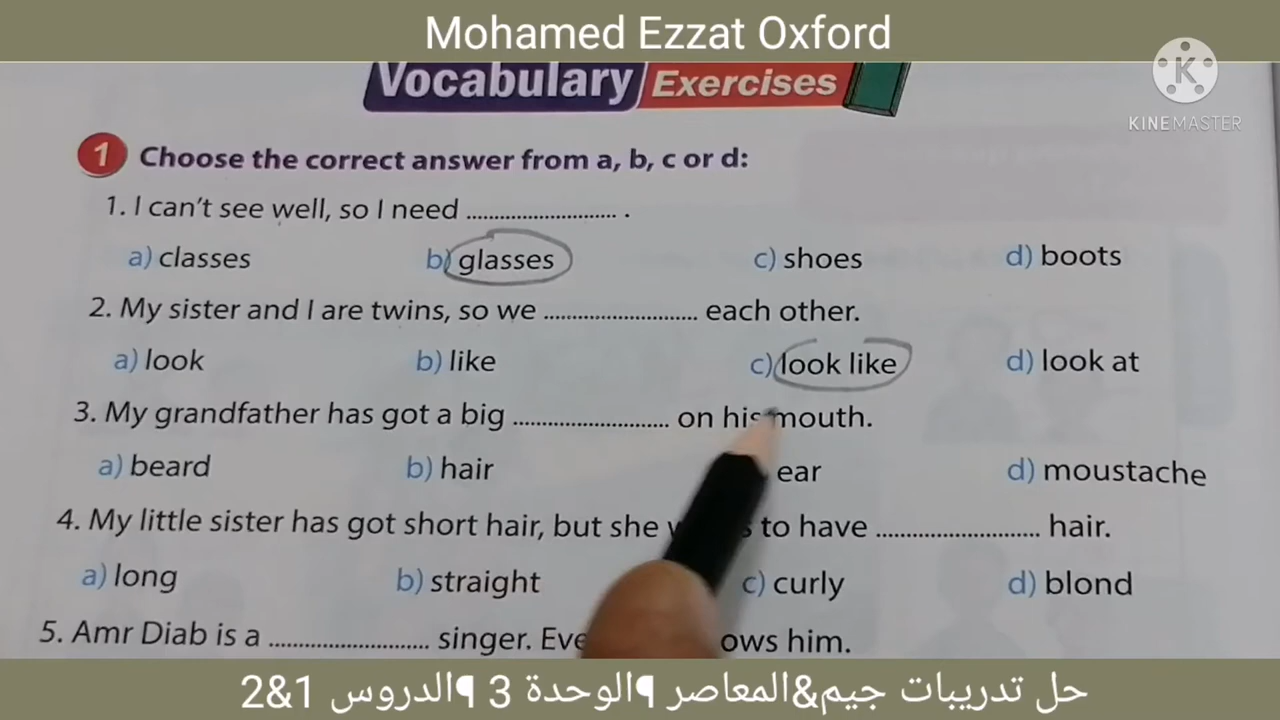 Mohamed Ezzat Oxford
K
KINEMASTER
Vocabulary Exercises
1 Choose the correct answer from a, b, c or d:
1. I can't see well, so I need ............................ .
a) classes b) glasses c) shoes d) boots
2. My sister and I are twins, so we ............................ each other.
a) look b) like c) look like d) look at
3. My grandfather has got a big ............................ on his mouth.
a) beard b) hair ear d) moustache
4. My little sister has got short hair, but she to have ............................ hair.
a) long b) straight c) curly d) blond
5. Amr Diab is a ............................ singer. him.
حل تدريبات جيم&المعاصر ¶الوحدة 3 ¶الدروس 1&2